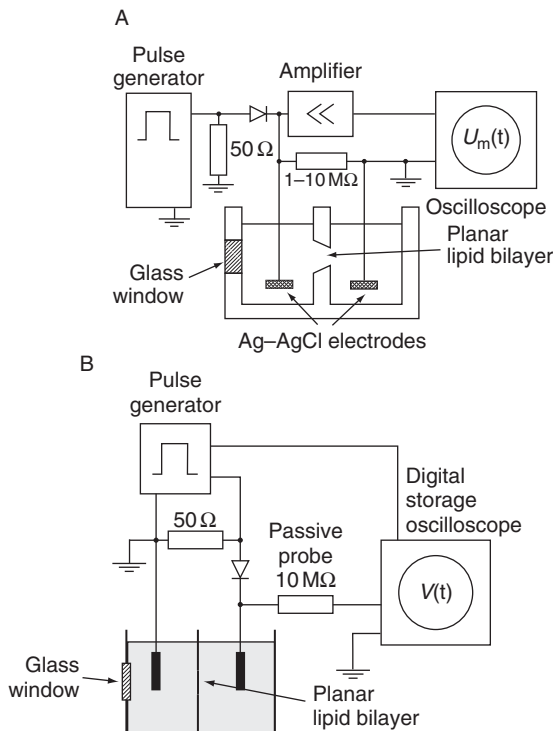 A
Pulse
generator
Amplifier
50 Ω
1–10 MΩ
Um(t)
Oscilloscope
Planar
lipid bilayer
Glass
window
Ag–AgCl electrodes
B
Pulse
generator
50 Ω
Passive
probe
10 MΩ
Digital
storage
oscilloscope
V(t)
Glass
window
Planar
lipid bilayer